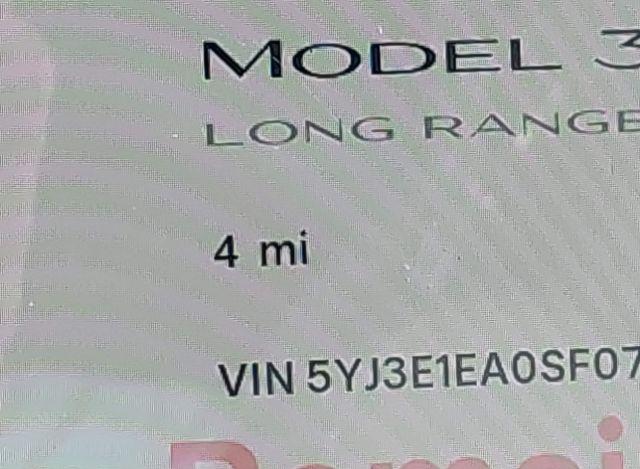 MODEL 3
LONG RANGE
4 mi
VIN 5YJ3E1EA0SF07